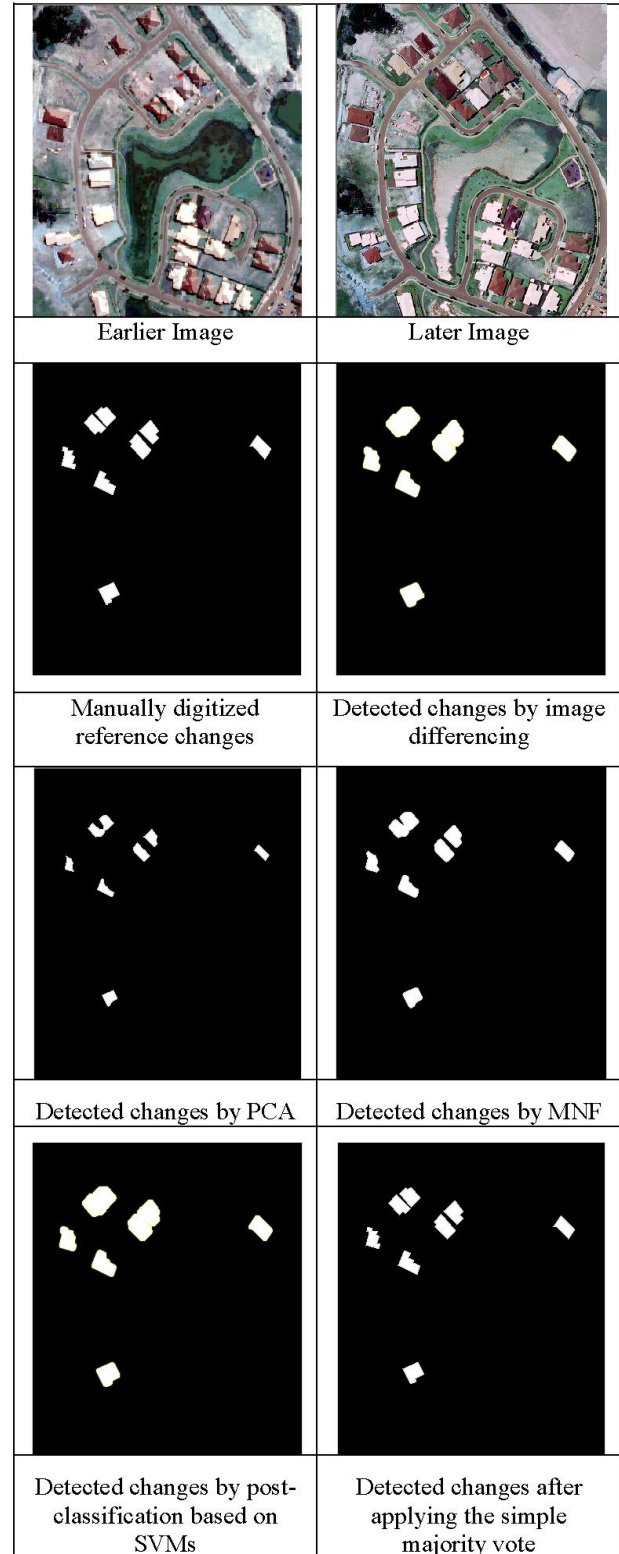 Earlier Image
Later Image
Manually digitized
reference changes
Detected changes by image
differencing
Detected changes by PCA
Detected changes by MNF
Detected changes by post-
classification based on
SVMs
Detected changes after
applying the simple
majority vote